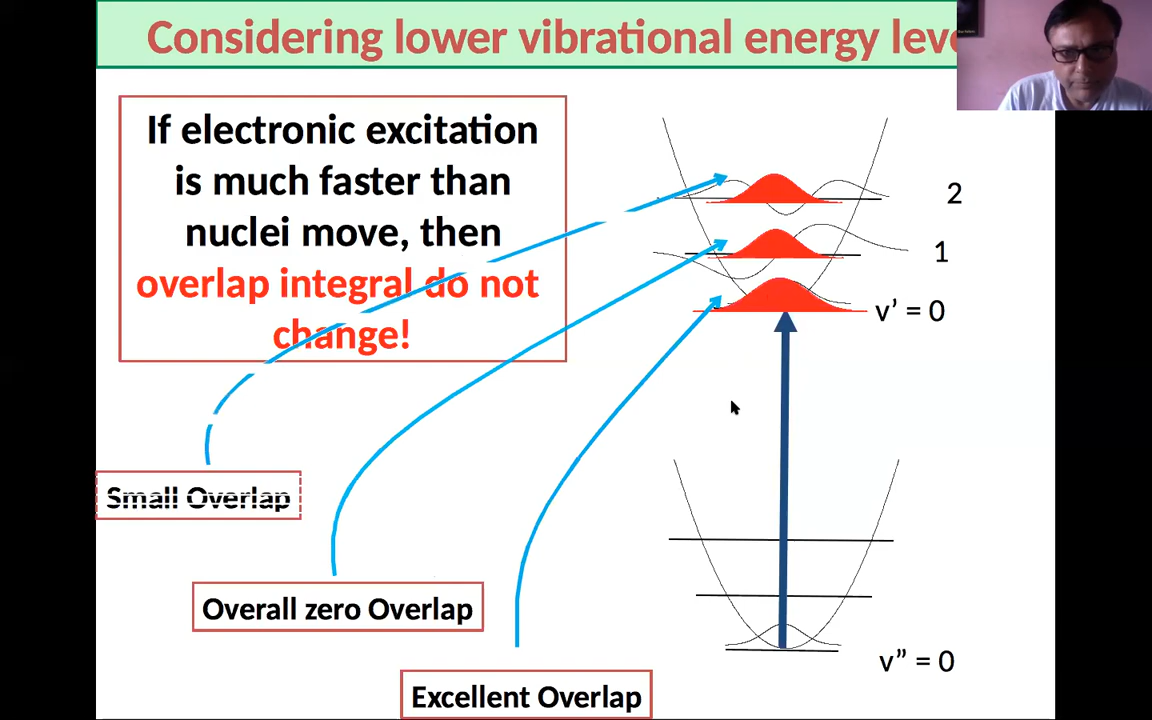 Considering lower vibrational energy leve
If electronic excitation
is much faster than
nuclei move, then
overlap integral do not
change!
2
1
v’ = 0
Small Overlap
Overall zero Overlap
v” = 0
Excellent Overlap